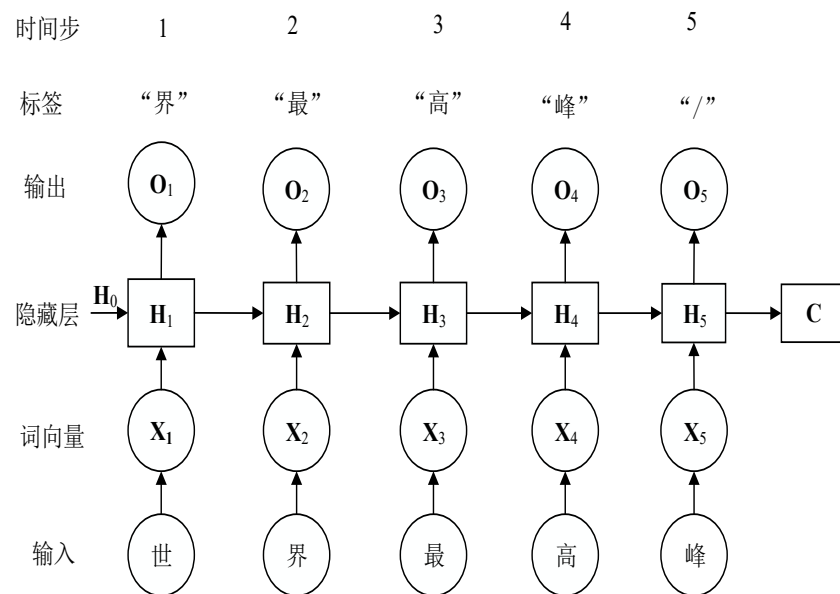 时间步 1 2 3 4 5
标签 “界” “最” “高” “峰” “/”
输出 O1 O2 O3 O4 O5
隐藏层 H0 H1 H2 H3 H4 H5 C
词向量 X1 X2 X3 X4 X5
输入 世 界 最 高 峰